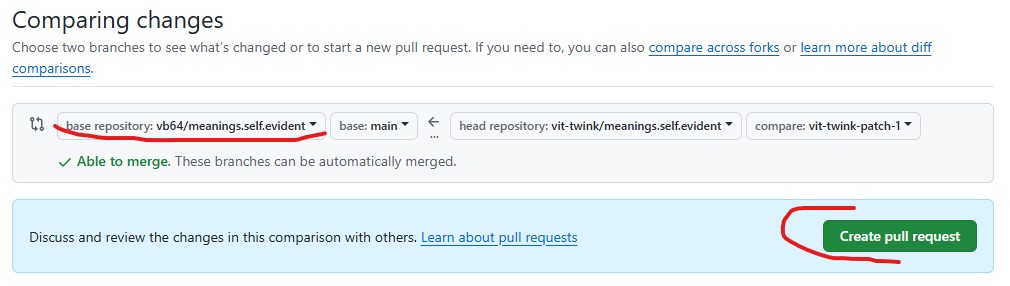 Comparing changes
Choose two branches to see what's changed or to start a new pull request. If you need to, you can also compare across forks or learn more about diff
comparisons.
base repository: vb64/meanings.self.evident base: main ... head repository: vit-twink/meanings.self.evident compare: vit-twink-patch-1
Able to merge. These branches can be automatically merged.
Discuss and review the changes in this comparison with others. Learn about pull requests Create pull request